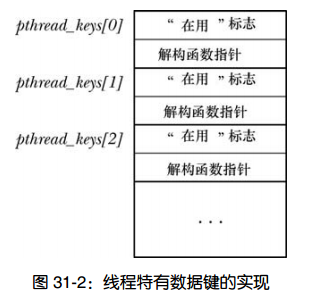 pthread_keys[0]
“ 在用 ”标志
解构函数指针
pthread_keys[1]
“ 在用 ”标志
解构函数指针
pthread_keys[2]
“ 在用 ”标志
解构函数指针
...
图 31-2：线程特有数据键的实现